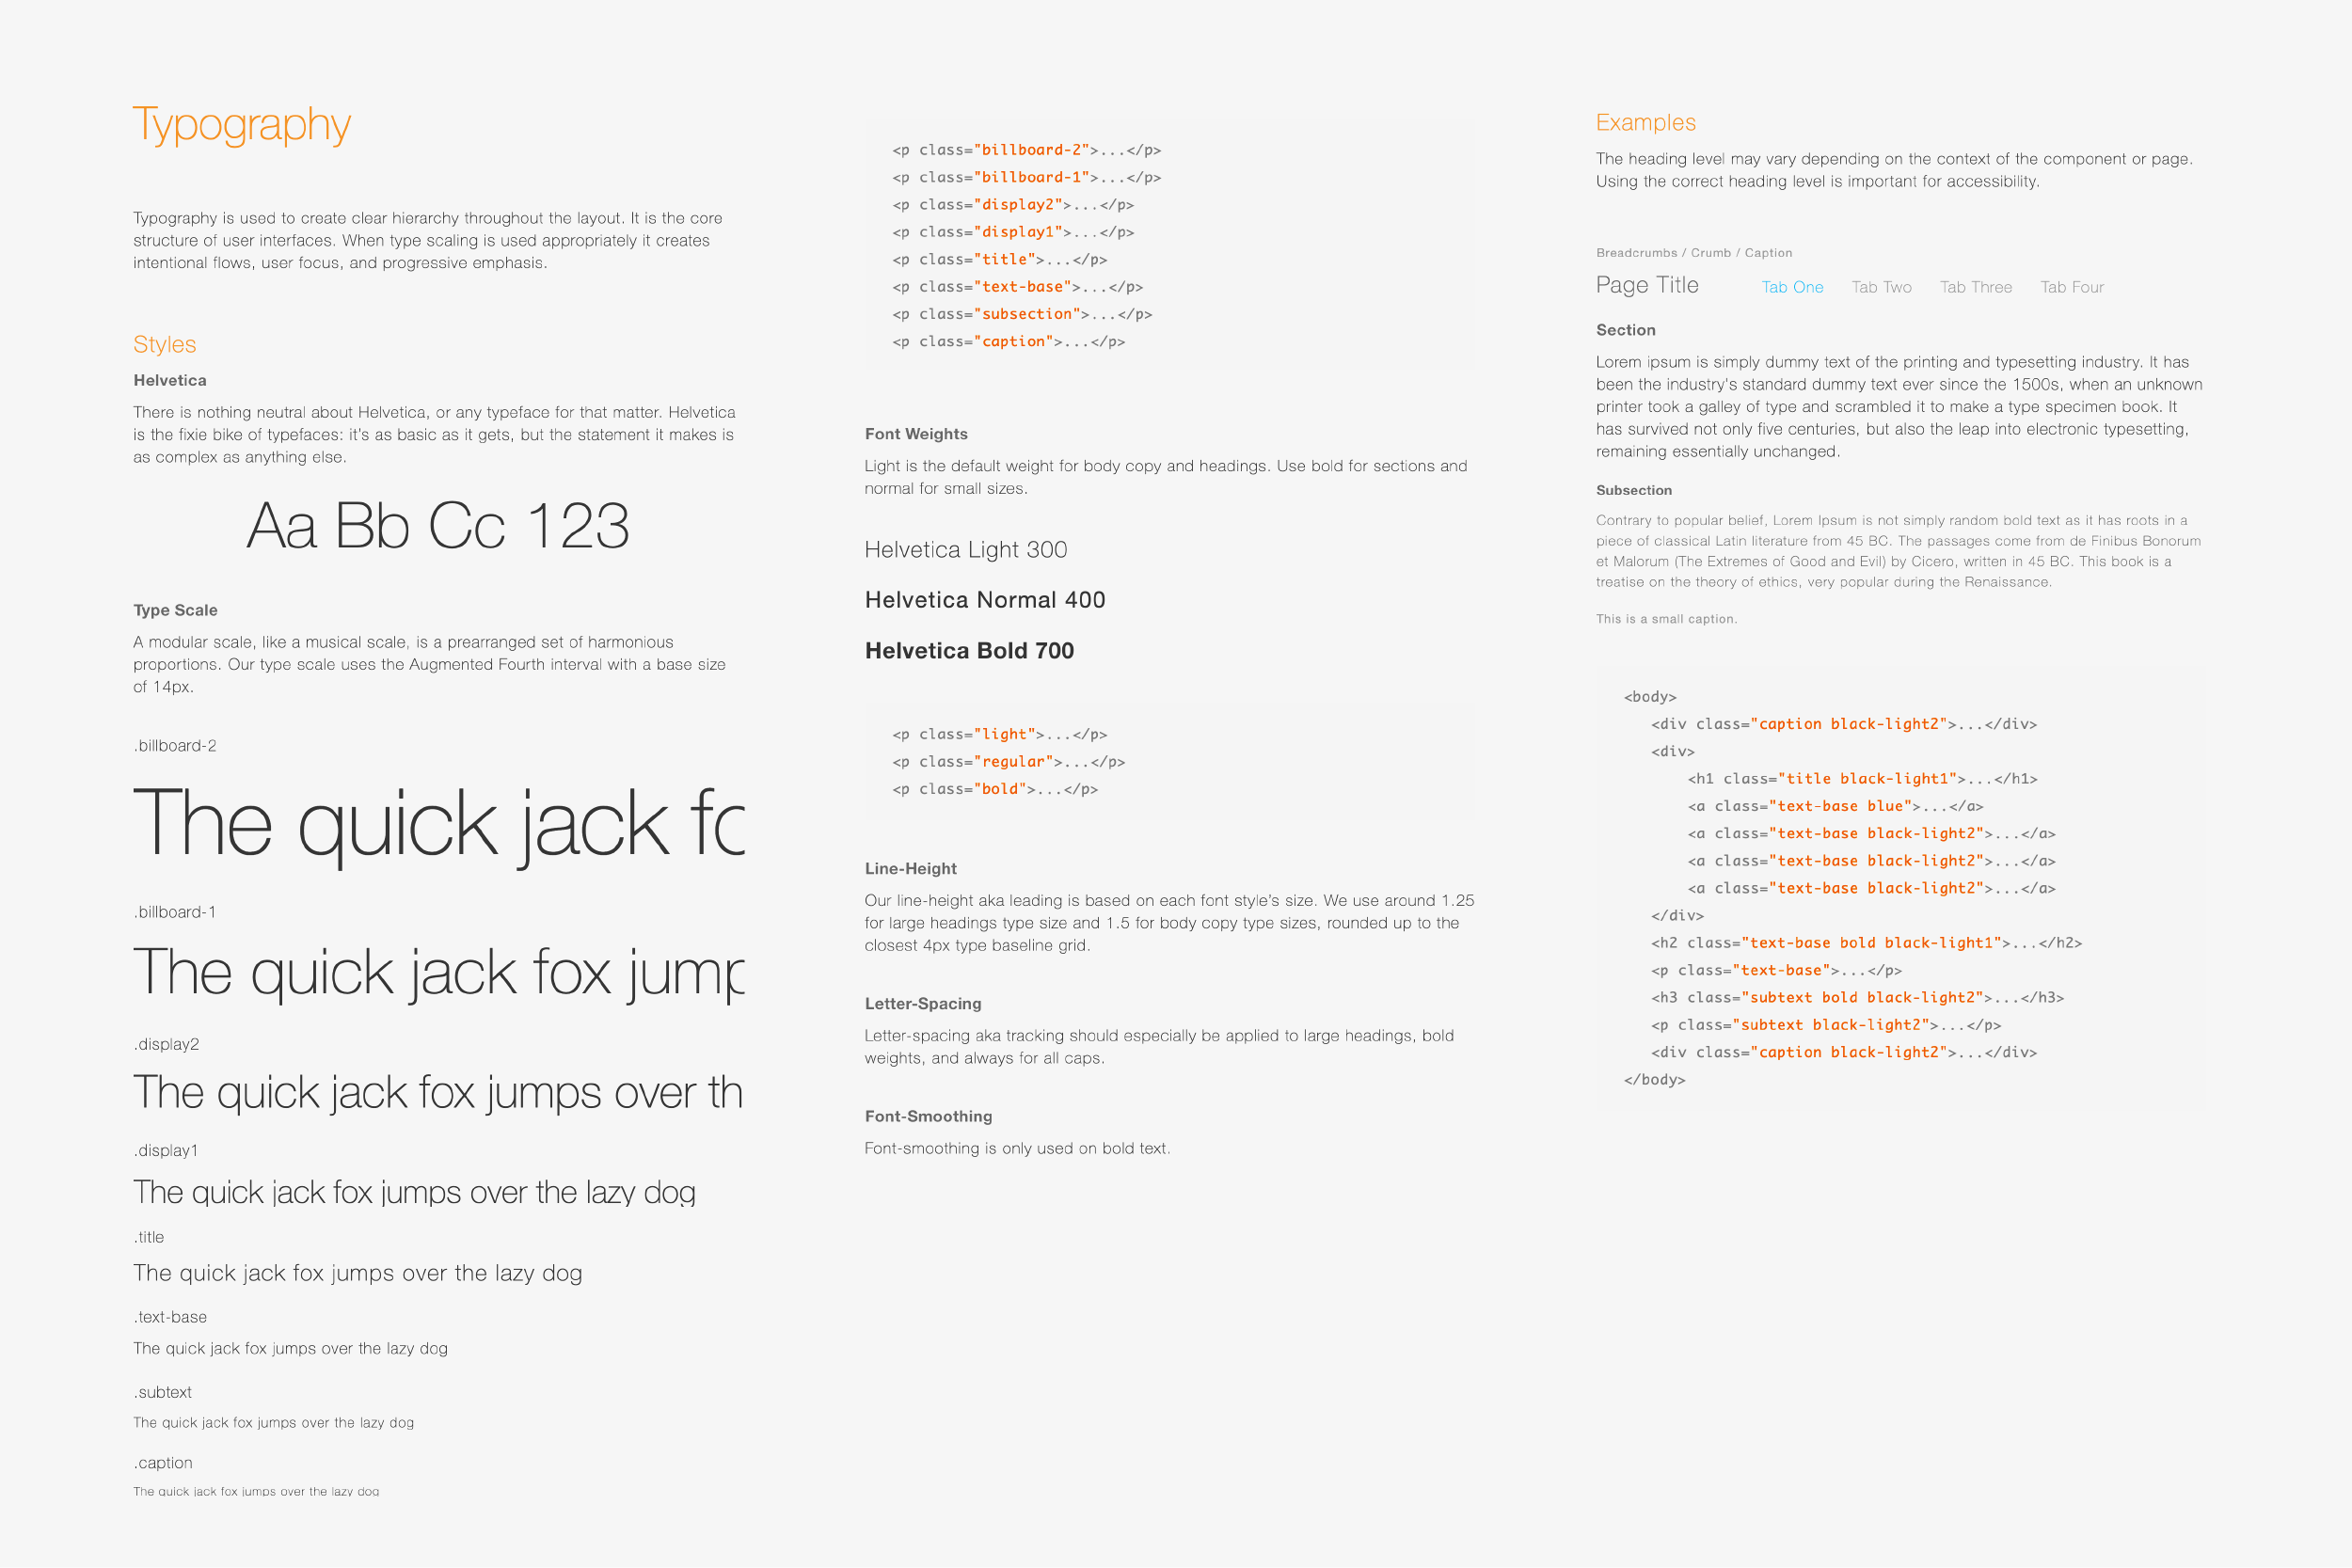 Typography
Typography is used to create clear hierarchy throughout the layout. It is the core
structure of user interfaces. When type scaling is used appropriately it creates
intentional flows, user focus, and progressive emphasis.
Styles
Helvetica
There is nothing neutral about Helvetica, or any typeface for that matter. Helvetica
is the fixie bike of typefaces: it's as basic as it gets, but the statement it makes is
as complex as anything else.
Aa Bb Cc 123
Type Scale
A modular scale, like a musical scale, is a prearranged set of harmonious
proportions. Our type scale uses the Augmented Fourth interval with a base size
of 14px.
.billboard-2
The quick jack fo
.billboard-1
The quick jack fox jump
.display2
The quick jack fox jumps over th
.display1
The quick jack fox jumps over the lazy dog
.title
The quick jack fox jumps over the lazy dog
.text-base
The quick jack fox jumps over the lazy dog
.subtext
The quick jack fox jumps over the lazy dog
.caption
The quick jack fox jumps over the lazy dog
<p class="billboard-2">...</p>
<p class="billboard-1">...</p>
<p class="display2">...</p>
<p class="display1">...</p>
<p class="title">...</p>
<p class="text-base">...</p>
<p class="subsection">...</p>
<p class="caption">...</p>
Font Weights
Light is the default weight for body copy and headings. Use bold for sections and
normal for small sizes.
Helvetica Light 300
Helvetica Normal 400
Helvetica Bold 700
<p class="light">...</p>
<p class="regular">...</p>
<p class="bold">...</p>
Line-Height
Our line-height aka leading is based on each font style's size. We use around 1.25
for large headings type size and 1.5 for body copy type sizes, rounded up to the
closest 4px type baseline grid.
Letter-Spacing
Letter-spacing aka tracking should especially be applied to large headings, bold
weights, and always for all caps.
Font-Smoothing
Font-smoothing is only used on bold text.
Examples
The heading level may vary depending on the context of the component or page.
Using the correct heading level is important for accessibility.
Breadcrumbs / Crumb / Caption
Page Title Tab One Tab Two Tab Three Tab Four
Section
Lorem ipsum is simply dummy text of the printing and typesetting industry. It has
been the industry's standard dummy text ever since the 1500s, when an unknown
printer took a galley of type and scrambled it to make a type specimen book. It
has survived not only five centuries, but also the leap into electronic typesetting,
remaining essentially unchanged.
Subsection
Contrary to popular belief, Lorem Ipsum is not simply random bold text as it has roots in a
piece of classical Latin literature from 45 BC. The passages come from de Finibus Bonorum
et Malorum (The Extremes of Good and Evil) by Cicero, written in 45 BC. This book is a
treatise on the theory of ethics, very popular during the Renaissance.
This is a small caption.
<body>
<div class="caption black-light2">...</div>
<div>
<h1 class="title black-light1">...</h1>
<a class="text-base blue">...</a>
<a class="text-base black-light2">...</a>
<a class="text-base black-light2">...</a>
<a class="text-base black-light2">...</a>
</div>
<h2 class="text-base bold black-light1">...</h2>
<p class="text-base">...</p>
<h3 class="subtext bold black-light2">...</h3>
<p class="subtext black-light2">...</p>
<div class="caption black-light2">...</div>
</body>